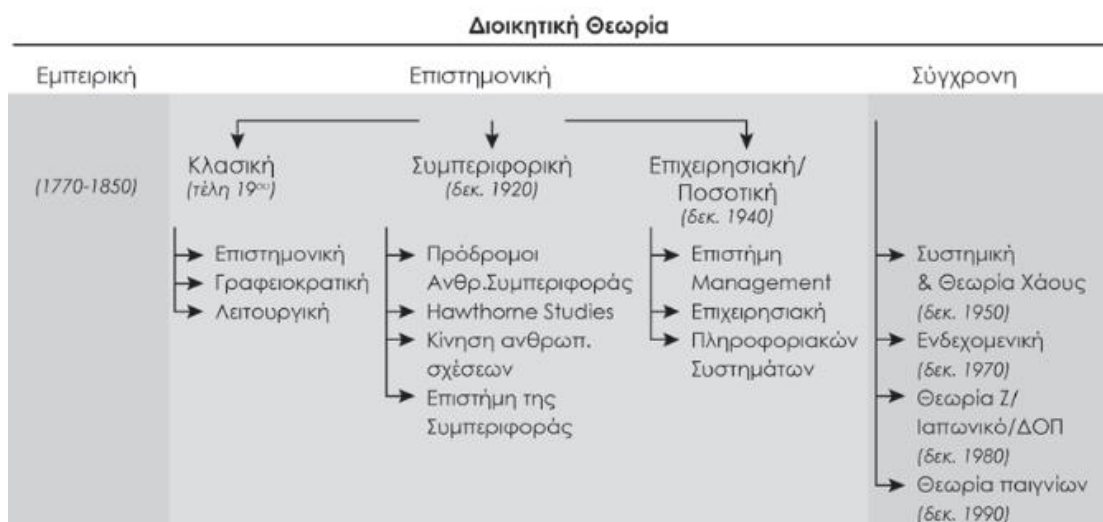 Διοικητική Θεωρία
Εμπειρική
Επιστημονική
Σύγχρονη
(1770-1850)
Κλασική
(τέλη 19ου)
Επιστημονική
Γραφειοκρατική
Λειτουργική
Συμπεριφορική
(δεκ. 1920)
Πρόδρομοι
Ανθρ.Συμπεριφοράς
Hawthorne Studies
Κίνηση ανθρωπ.
σχέσεων
Επιστήμη της
Συμπεριφοράς
Επιχειρησιακή/
Ποσοτική
(δεκ. 1940)
Επιστήμη
Management
Επιχειρησιακή
Πληροφοριακών
Συστημάτων
Συστημική
& Θεωρία Χάους
(δεκ. 1950)
Ενδεχομενική
(δεκ. 1970)
Θεωρία Ζ/
Ιαπωνικό/ΔΟΠ
(δεκ. 1980)
Θεωρία παιγνίων
(δεκ. 1990)